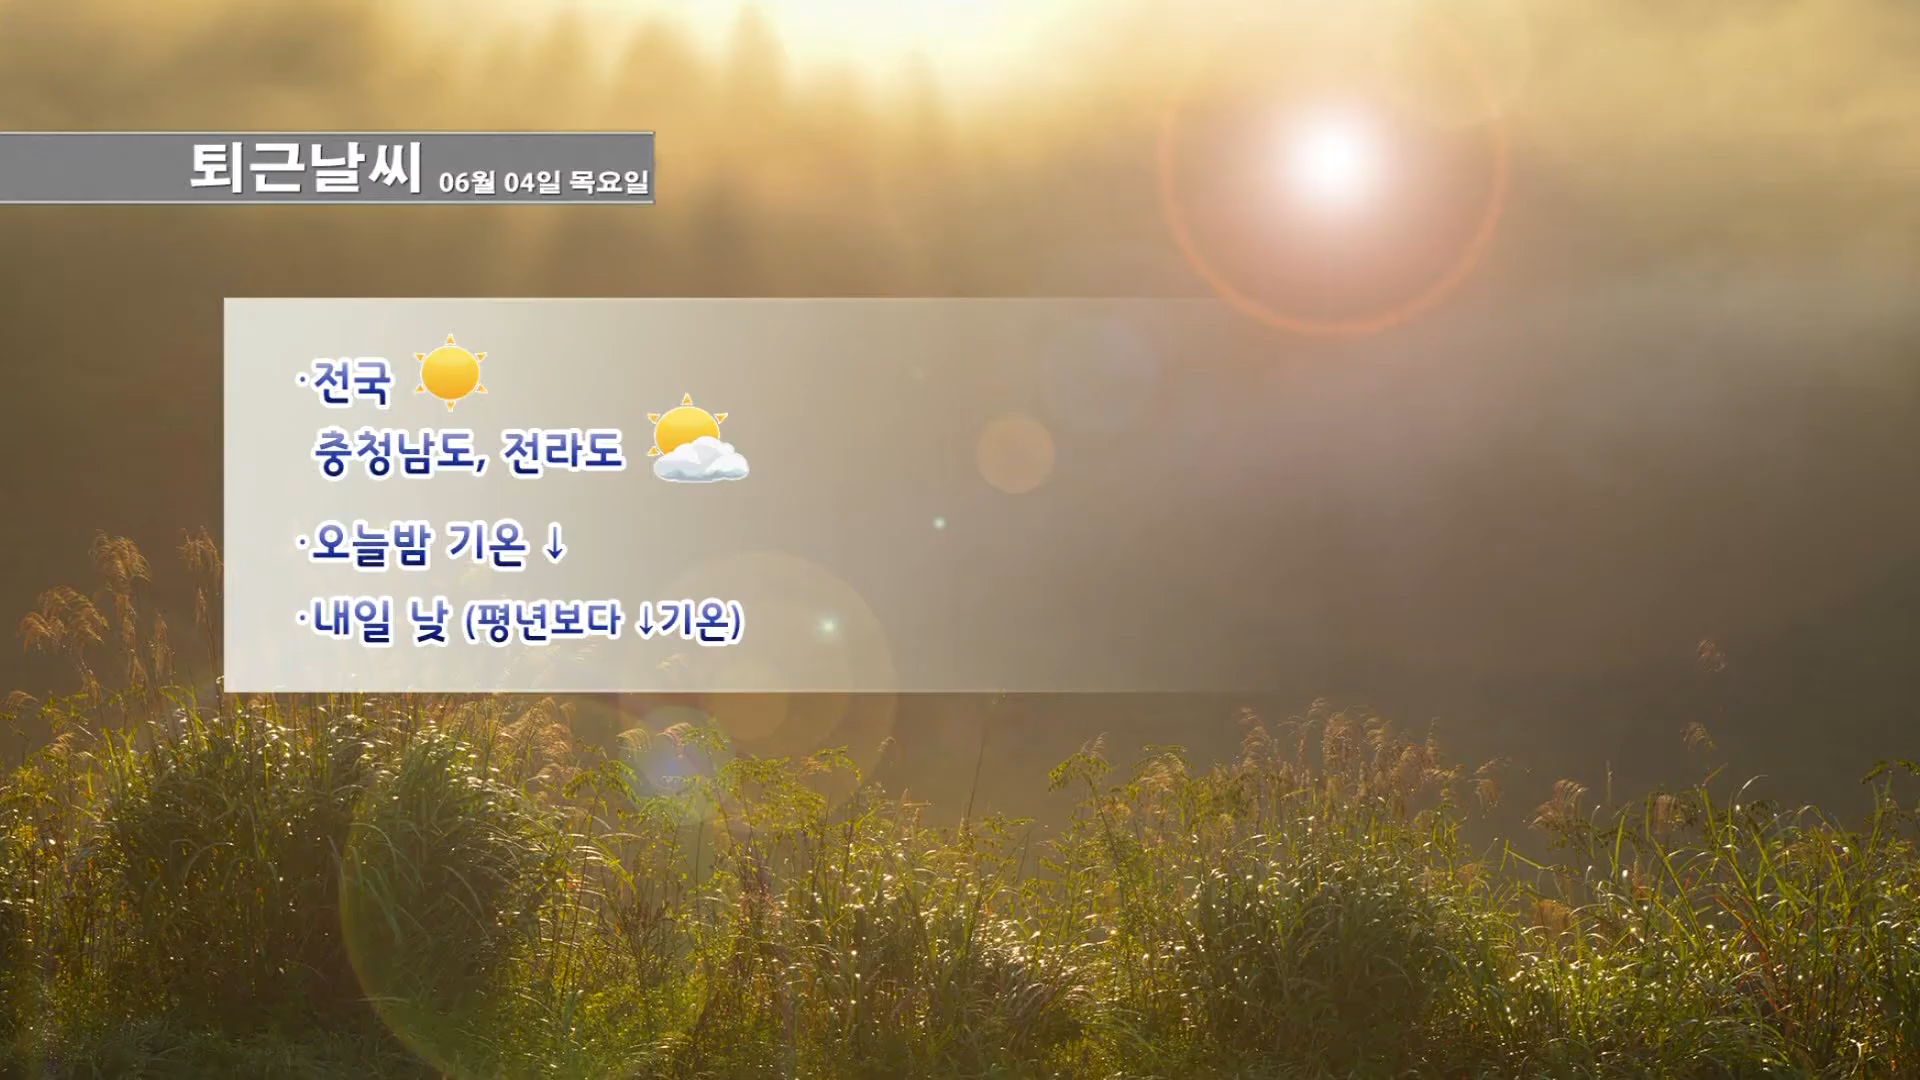 퇴근날씨 06월 04일 목요일
·전국
충청남도, 전라도
·오늘밤 기온 ↓
·내일 낮 (평년보다 ↓기온)